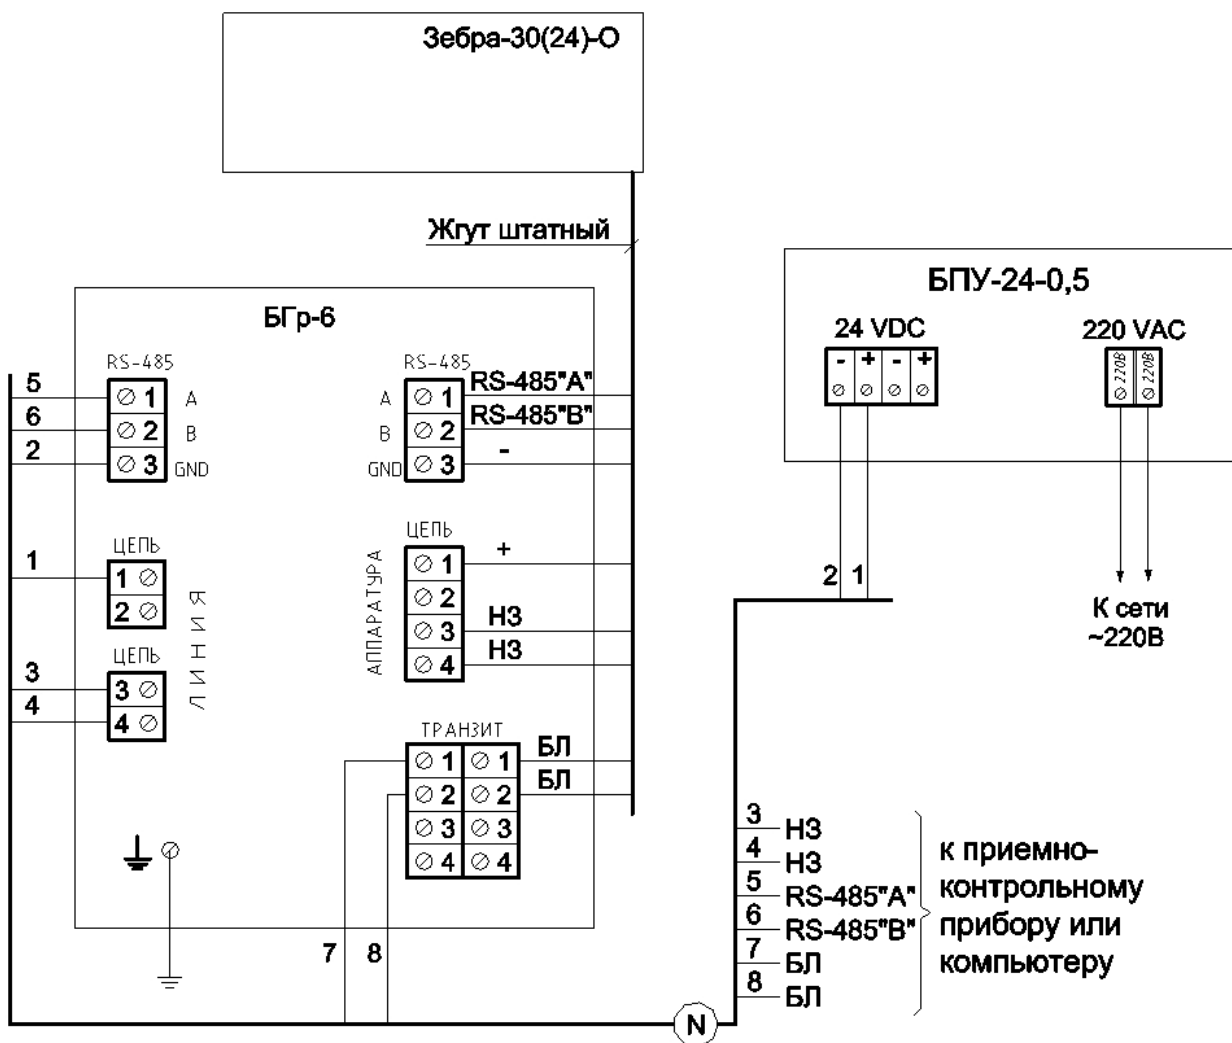 Зебра-30(24)-О
Жгут штатный
БГр-6
RS-485
1 A
2 B
3 GND
5
6
2
RS-485
A 1
B 2
GND 3
RS-485"A"
RS-485"B"
-
ЦЕПЬ
1
2
1
ЦЕПЬ
3
4
3
4
ЛИНИЯ
АППАРАТУРА
ЦЕПЬ
1
2
3
4
+
НЗ
НЗ
ТРАНЗИТ
1 1
2 2
3 3
4 4
БЛ
БЛ
7 8
N
БПУ-24-0,5
24 VDC
- + - +
220 VAC
220В 220В
2 1
К сети
~220В
3 НЗ
4 НЗ
5 RS-485"A"
6 RS-485"B"
7 БЛ
8 БЛ
к приемно-
контрольному
прибору или
компьютеру